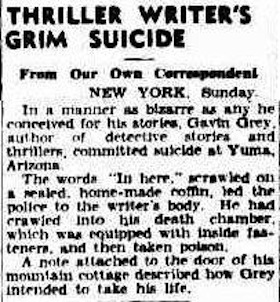 THRILLER WRITER'S
GRIM SUICIDE
From Our Own Correspondent
NEW YORK, Sunday.
In a manner as bizarre as any he
conceived for his stories, Gavin Grey,
author of detective stories and
thrillers, committed suicide at Yuma,
Arizona.
The words "In here," scrawled on
a sealed, home-made coffin, led the
police to the writer's body. He had
crawled into his death chamber,
which was equipped with inside fas-
teners, and then taken poison.
A note attached to the door of his
mountain cottage described how Grey
intended to take his life.